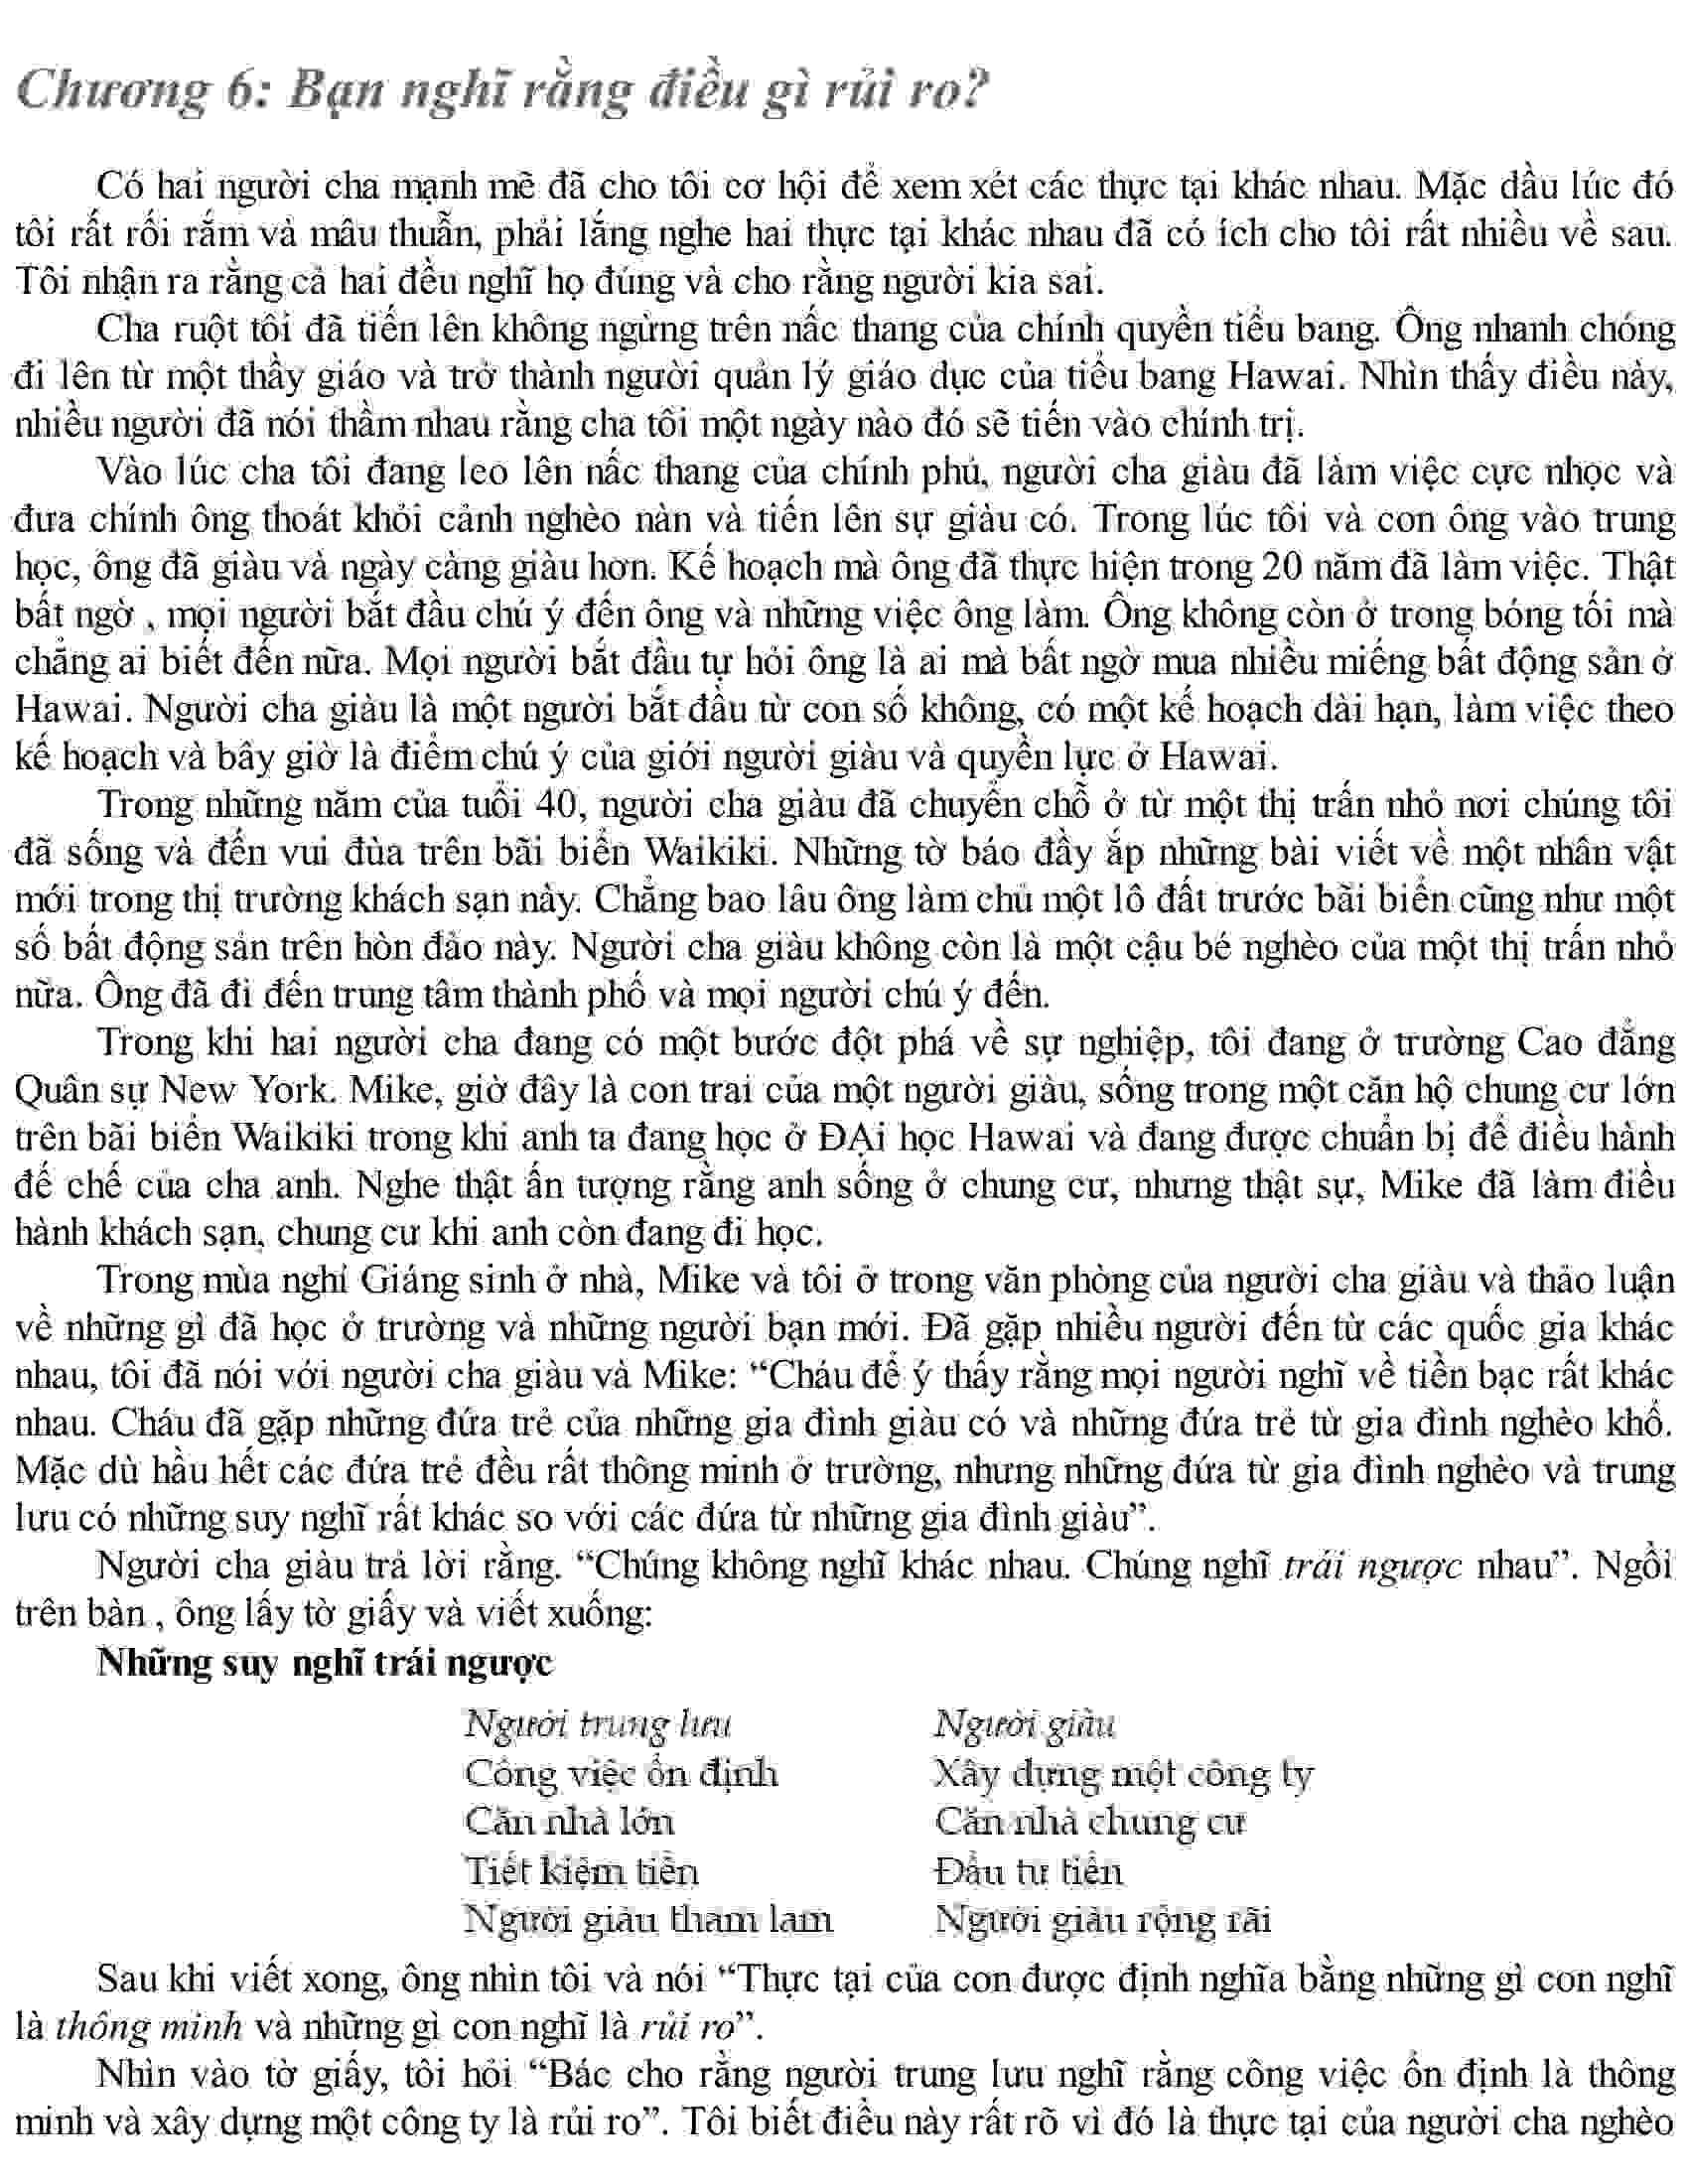 Chương 6: Bạn nghĩ rằng điều gì rủi ro?
Có hai người cha mạnh mẽ đã cho tôi cơ hội để xem xét các thực tại khác nhau. Mặc dầu lúc đó
tôi rất rối rắm và mâu thuẫn, phải lắng nghe hai thực tại khác nhau đã có ích cho tôi rất nhiều về sau.
Tôi nhận ra rằng cả hai đều nghĩ họ đúng và cho rằng người kia sai.
Cha ruột tôi đã tiến lên không ngừng trên nấc thang của chính quyền tiểu bang. Ông nhanh chóng
đi lên từ một thầy giáo và trở thành người quản lý giáo dục của tiểu bang Hawai. Nhìn thấy điều này,
nhiều người đã nói thầm nhau rằng cha tôi một ngày nào đó sẽ tiến vào chính trị.
Vào lúc cha tôi đang leo lên nấc thang của chính phủ, người cha giàu đã làm việc cực nhọc và
đưa chính ông thoát khỏi cảnh nghèo nàn và tiến lên sự giàu có. Trong lúc tôi và con ông vào trung
học, ông đã giàu và ngày càng giàu hơn. Kế hoạch mà ông đã thực hiện trong 20 năm đã làm việc. Thật
bất ngờ , mọi người bắt đầu chú ý đến ông và những việc ông làm. Ông không còn ở trong bóng tối mà
chẳng ai biết đến nữa. Mọi người bắt đầu tự hỏi ông là ai mà bất ngờ mua nhiều miếng bất động sản ở
Hawai. Người cha giàu là một người bắt đầu từ con số không, có một kế hoạch dài hạn, làm việc theo
kế hoạch và bây giờ là điểm chú ý của giới người giàu và quyền lực ở Hawai.
Trong những năm của tuổi 40, người cha giàu đã chuyển chỗ ở từ một thị trấn nhỏ nơi chúng tôi
đã sống và đến vui đùa trên bãi biển Waikiki. Những tờ báo đầy ắp những bài viết về một nhân vật
mới trong thị trường khách sạn này. Chẳng bao lâu ông làm chủ một lô đất trước bãi biển cũng như một
số bất động sản trên hòn đảo này. Người cha giàu không còn là một cậu bé nghèo của một thị trấn nhỏ
nữa. Ông đã đi đến trung tâm thành phố và mọi người chú ý đến.
Trong khi hai người cha đang có một bước đột phá về sự nghiệp, tôi đang ở trường Cao đẳng
Quân sự New York. Mike, giờ đây là con trai của một người giàu, sống trong một căn hộ chung cư lớn
trên bãi biển Waikiki trong khi anh ta đang học ở ĐẠi học Hawai và đang được chuẩn bị để điều hành
đế chế của cha anh. Nghe thật ấn tượng rằng anh sống ở chung cư, nhưng thật sự, Mike đã làm điều
hành khách sạn, chung cư khi anh còn đang đi học.
Trong mùa nghỉ Giáng sinh ở nhà, Mike và tôi ở trong văn phòng của người cha giàu và thảo luận
về những gì đã học ở trường và những người bạn mới. Đã gặp nhiều người đến từ các quốc gia khác
nhau, tôi đã nói với người cha giàu và Mike: “Cháu để ý thấy rằng mọi người nghĩ về tiền bạc rất khác
nhau. Cháu đã gặp những đứa trẻ của những gia đình giàu có và những đứa trẻ từ gia đình nghèo khổ.
Mặc dù hầu hết các đứa trẻ đều rất thông minh ở trường, nhưng những đứa từ gia đình nghèo và trung
lưu có những suy nghĩ rất khác so với các đứa từ những gia đình giàu”.
Người cha giàu trả lời rằng. “Chúng không nghĩ khác nhau. Chúng nghĩ trái ngược nhau”. Ngồi
trên bàn , ông lấy tờ giấy và viết xuống:
Những suy nghĩ trái ngược
Người trung lưu Người giàu
Công việc ổn định Xây dựng một công ty
Căn nhà lớn Căn nhà chung cư
Tiết kiệm tiền Đầu tư tiền
Người giàu tham lam Người giàu rộng rãi
Sau khi viết xong, ông nhìn tôi và nói “Thực tại của con được định nghĩa bằng những gì con nghĩ
là thông minh và những gì con nghĩ là rủi ro”.
Nhìn vào tờ giấy, tôi hỏi “Bác cho rằng người trung lưu nghĩ rằng công việc ổn định là thông
minh và xây dựng một công ty là rủi ro”. Tôi biết điều này rất rõ vì đó là thực tại của người cha nghèo